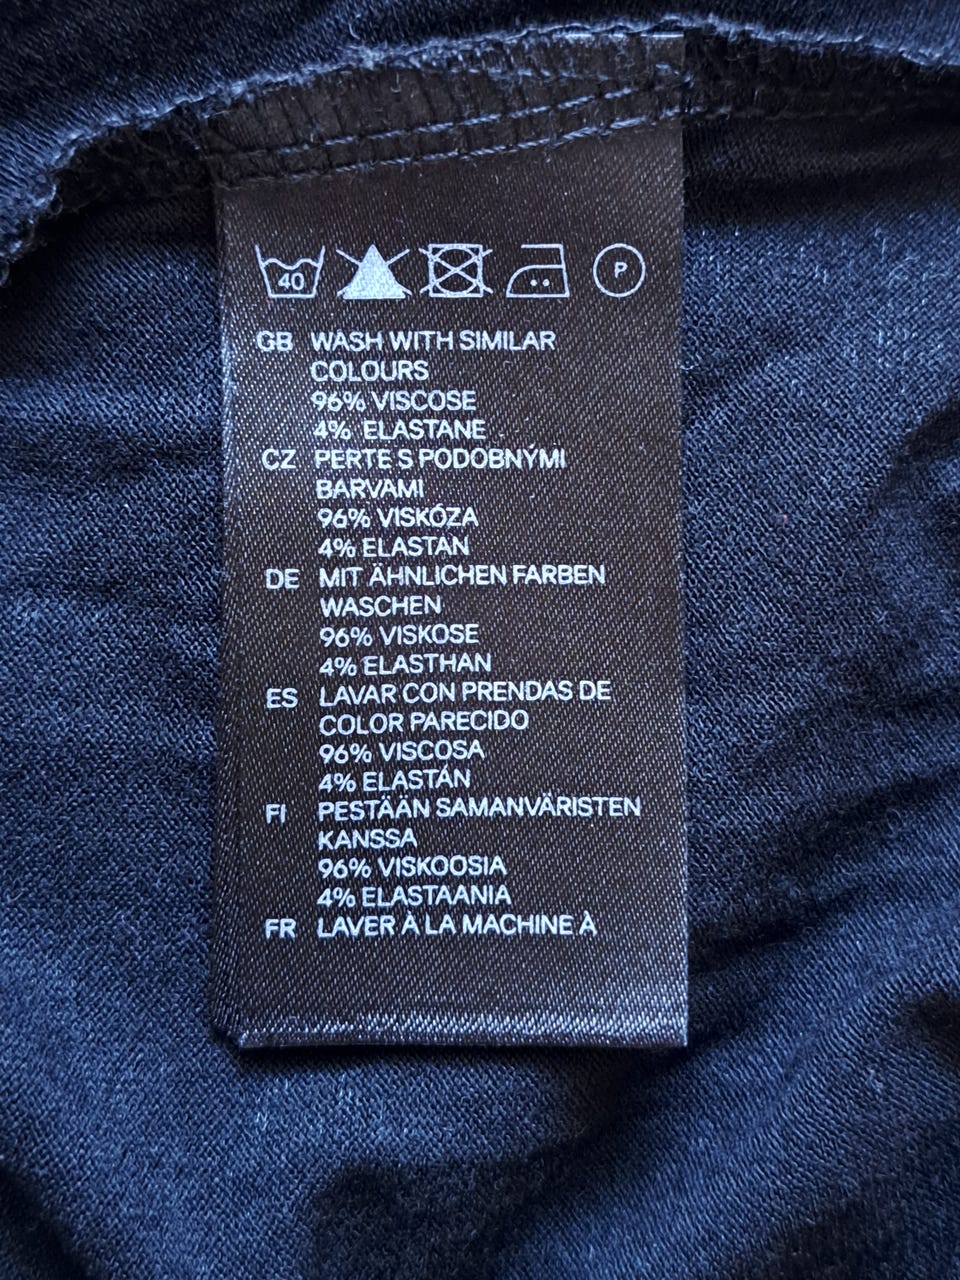 40 P
GB WASH WITH SIMILAR
COLOURS
96% VISCOSE
4% ELASTANE
CZ PERTE S PODOBNÝMI
BARVAMI
96% VISKÓZA
4% ELASTAN
DE MIT ÄHNLICHEN FARBEN
WASCHEN
96% VISKOSE
4% ELASTHAN
ES LAVAR CON PRENDAS DE
COLOR PARECIDO
96% VISCOSA
4% ELASTÁN
FI PESTÄÄN SAMANVÄRISTEN
KANSSA
96% VISKOOSIA
4% ELASTAANIA
FR LAVER À LA MACHINE À